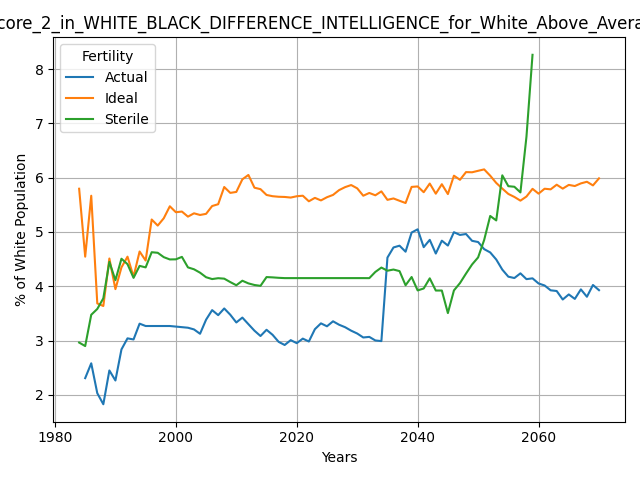 core_2_in_WHITE_BLACK_DIFFERENCE_INTELLIGENCE_for_White_Above_Avera
Fertility
Actual
Ideal
Sterile
% of White Population
8
7
6
5
4
3
2
1980
2000
2020
2040
2060
Years